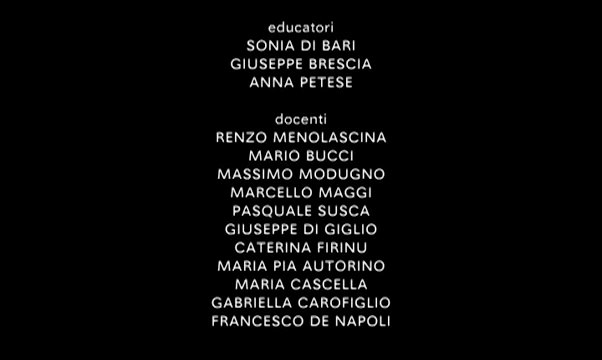 educatori
SONIA DI BARI
GIUSEPPE BRESCIA
ANNA PETESE
docenti
RENZO MENOLASCINA
MARIO BUCCI
MASSIMO MODUGNO
MARCELLO MAGGI
PASQUALE SUSCA
GIUSEPPE DI GIGLIO
CATERINA FIRINU
MARIA PIA AUTORINO
MARIA CASCELLA
GABRIELLA CAROFIGLIO
FRANCESCO DE NAPOLI